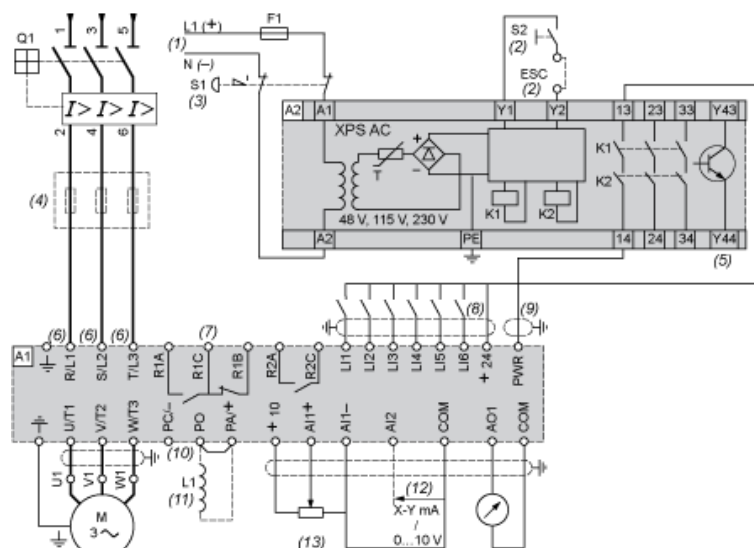 L1 (+) F1
(1)
N (–)
S1
(3)
S2
(2)
ESC
(2)
Q1
1 3 5
I> I> I>
2 4 6
(4)
A2 A1 Y1 Y2 13 23 33 Y43
XPS AC
+
–
T
K1
K2
K1 K2
48 V, 115 V, 230 V
A2 PE 14 24 34 Y44
(5)
(6) (6) (6) (7) (8) (9)
A1
R/L1 S/L2 T/L3 R1A R1C R1B R2A R2C LI1 LI2 LI3 LI4 LI5 LI6 + 24 PWR
U/T1 V/T2 W/T3 PC/– PO PA/+ + 10 AI1+ AI1– AI2 COM AO1 COM
(10)
U1 V1 W1
L1
(11)
(12)
X-Y mA
/
0...10 V
(13)
M
3 ~